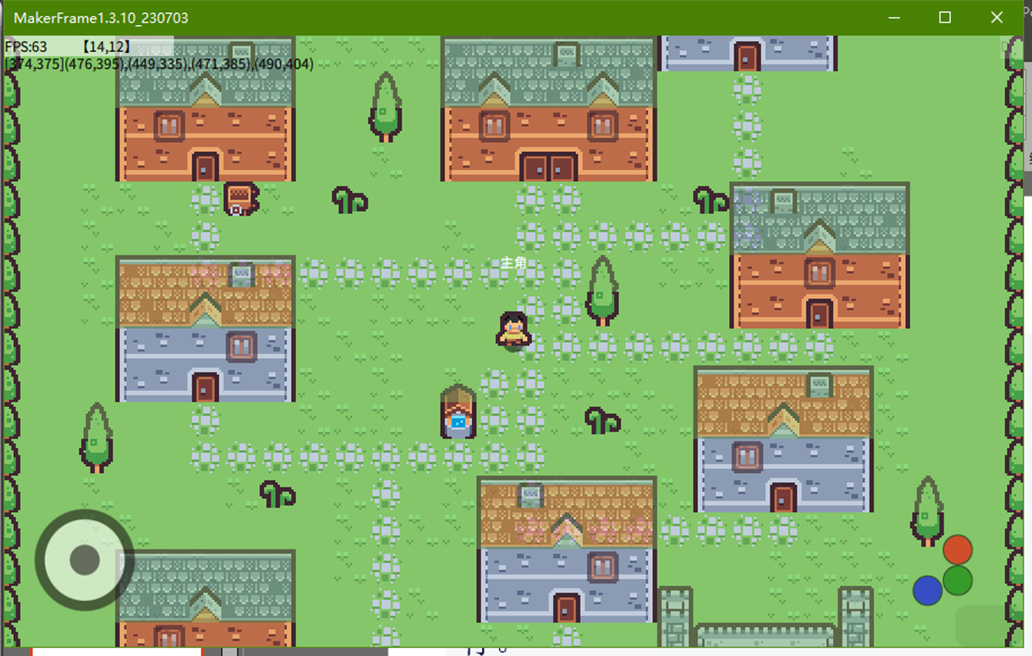 MakerFrame1.3.10_230703
FPS:63 【14,12】
[374,375](476,395),(449,335),(471,385),(490,404)
主角